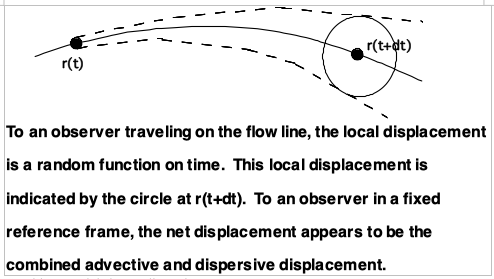 r(t+dt)
r(t)
To an observer traveling on the flow line, the local displacement
is a random function on time. This local displacement is
indicated by the circle at r(t+dt). To an observer in a fixed
reference frame, the net displacement appears to be the
combined advective and dispersive displacement.